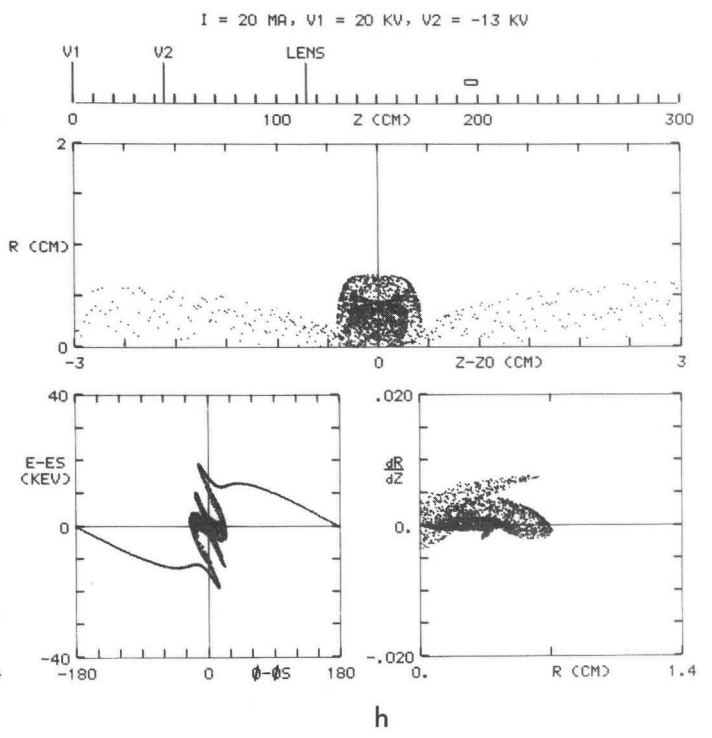 I = 20 MA, V1 = 20 KV, V2 = -13 KV
V1 V2 LENS
0 100 Z (CM) 200 300
2
R (CM)
0
-3 0 Z-Z0 (CM) 3
40
E-ES
(KEV)
0
-40
-180 0 Ø-ØS 180
.020
dR
dZ
0.
-.020
0. R (CM) 1.4
h